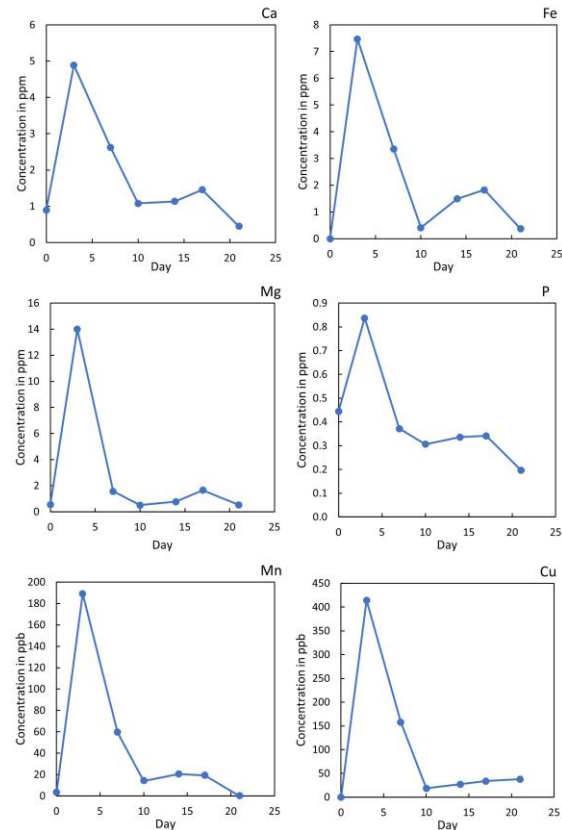 Ca
6
5
4
3
2
1
0
Concentration in ppm
0 5 10 15 20 25
Day
Fe
8
7
6
5
4
3
2
1
0
Concentration in ppm
0 5 10 15 20 25
Day
Mg
16
14
12
10
8
6
4
2
0
Concentration in ppm
0 5 10 15 20 25
Day
P
0.9
0.8
0.7
0.6
0.5
0.4
0.3
0.2
0.1
0.0
Concentration in ppm
0 5 10 15 20 25
Day
Mn
200
180
160
140
120
100
80
60
40
20
0
Concentration in ppb
0 5 10 15 20 25
Day
Cu
450
400
350
300
250
200
150
100
50
0
Concentration in ppb
0 5 10 15 20 25
Day